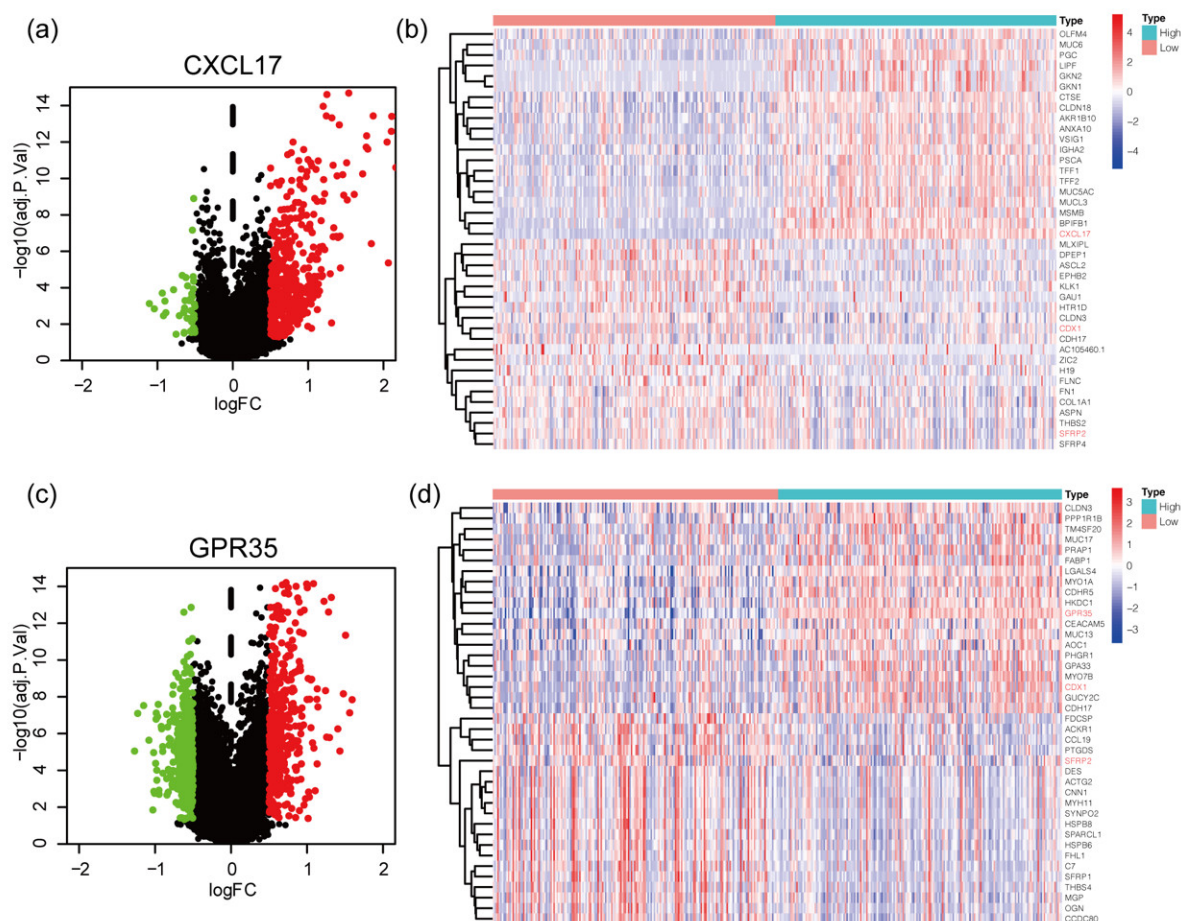 (a)
CXCL17
−log10(adj.P.Val)
14
12
10
8
6
4
2
0
−2
−1
0
1
2
logFC
(b)
Type
OLFM4
MUC6
PGC
LIPF
GKN2
GKN1
CTSE
CLDN18
AKR1B10
ANXA10
VSIG1
IGHA2
PSCA
TFF1
TFF2
MUC5AC
MUCL3
MSMB
BPIFB1
CXCL17
MLXIPL
DPEP1
ASCL2
EPHB2
KLK1
GAU1
HTR1D
CLDN3
CDX1
CDH17
AC105460.1
ZIC2
H19
FLNC
FN1
COL1A1
ASPN
THBS2
SFRP2
SFRP4
4
2
0
−2
−4
Type
High
Low
(c)
GPR35
−log10(adj.P.Val)
14
12
10
8
6
4
2
0
−2
−1
0
1
2
logFC
(d)
Type
CLDN3
PPP1R1B
TM4SF20
MUC17
PRAP1
FABP1
LGALS4
MYO1A
CDHR5
HKDC1
GPR35
CEACAM5
MUC13
AOC1
PHGR1
GPA33
MYO7B
CDX1
GUCY2C
CDH17
FDCSP
ACKR1
CCL19
PTGDS
SFRP2
DES
ACTG2
CNN1
MYH11
SYNPO2
HSPB8
SPARCL1
HSPB6
FHL1
C7
SFRP1
THBS4
MGP
OGN
CCDC80
3
2
1
0
−1
−2
−3
Type
High
Low